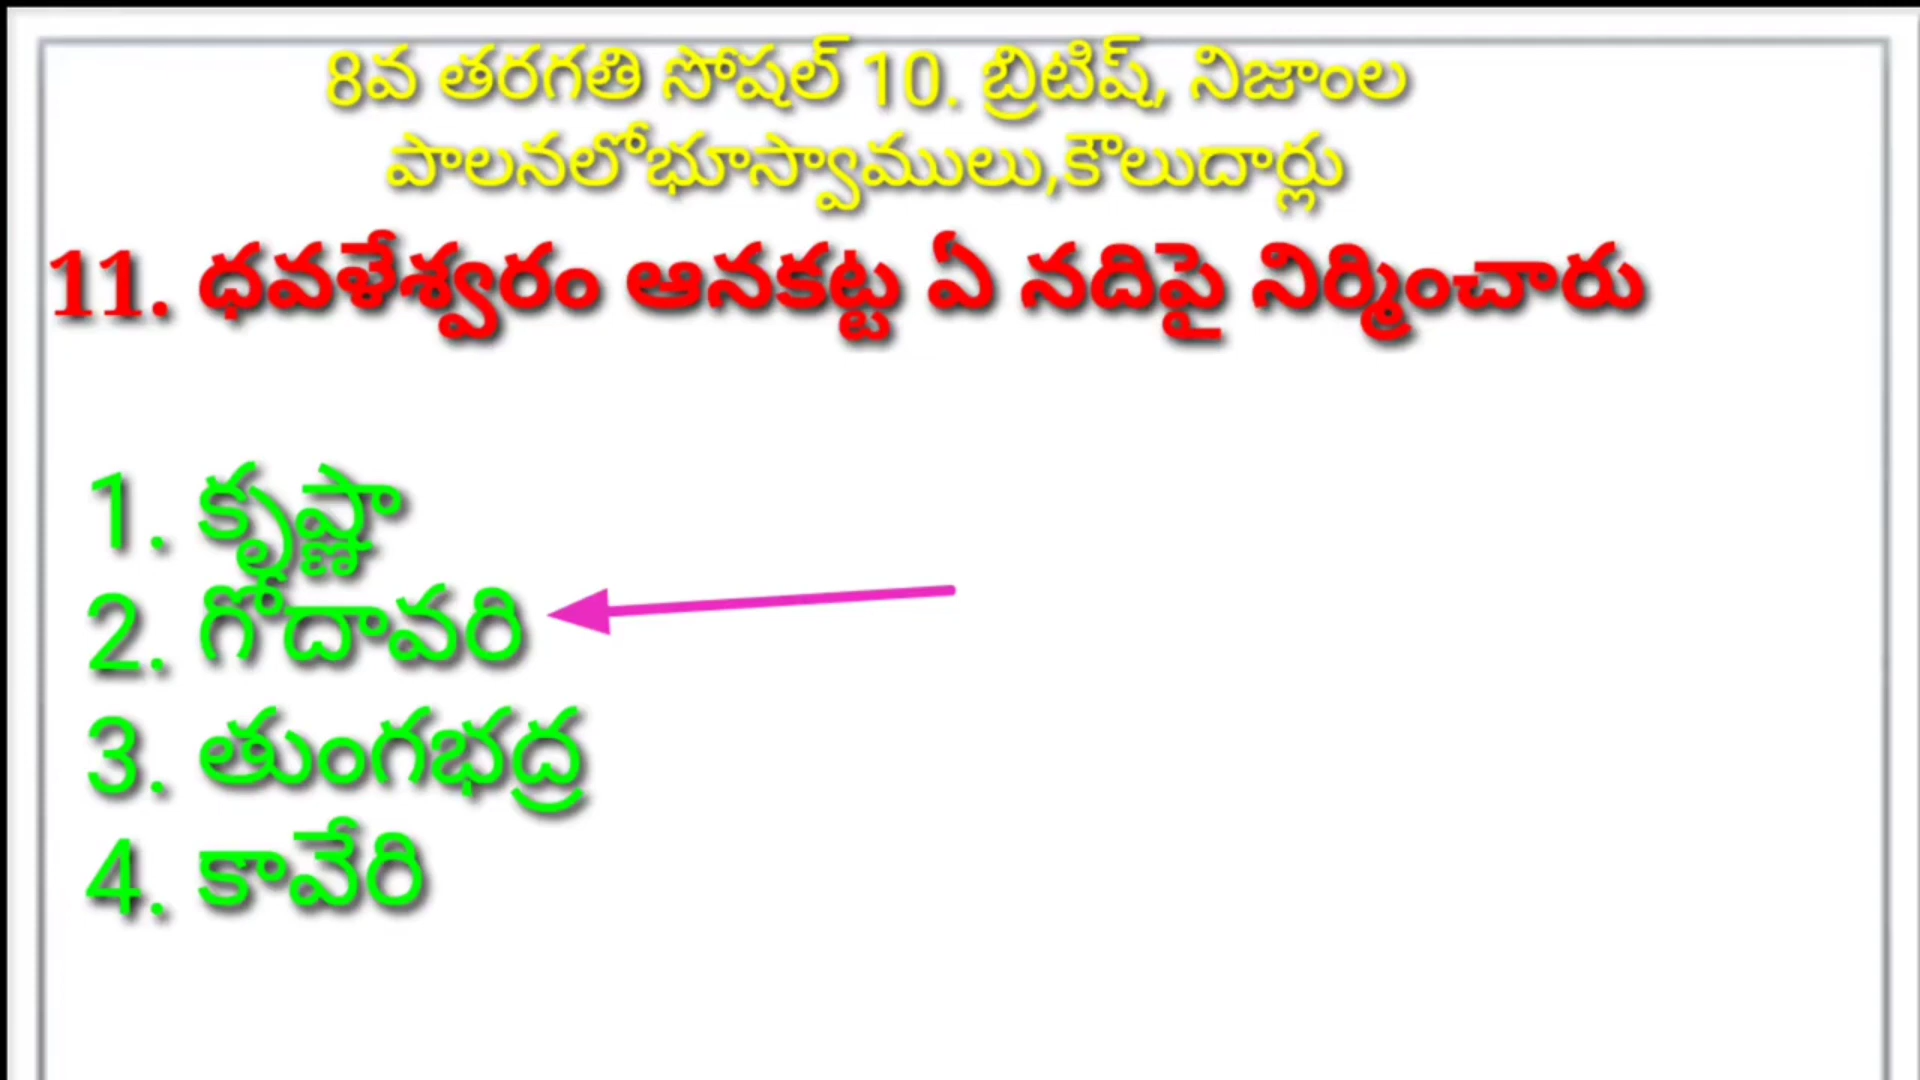 8వ తరగతి సోషల్ 10. బ్రిటిష్, నిజాంల
పాలనలోభూస్వాములు,కౌలుదార్లు
11. ధవళేశ్వరం ఆనకట్ట ఏ నదిపై నిర్మించారు
1. కృష్ణా
2. గోదావరి
3. తుంగభద్ర
4. కావేరి